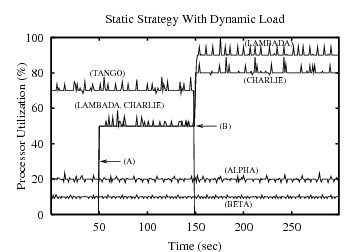 Static Strategy With Dynamic Load
100
(LAMBADA)
80
(TANGO)
(CHARLIE)
(LAMBADA, CHARLIE)
60
(B)
40
(A)
20
(ALPHA)
(BETA)
0
50
100
150
200
250
Processor Utilization (%)
Time (sec)